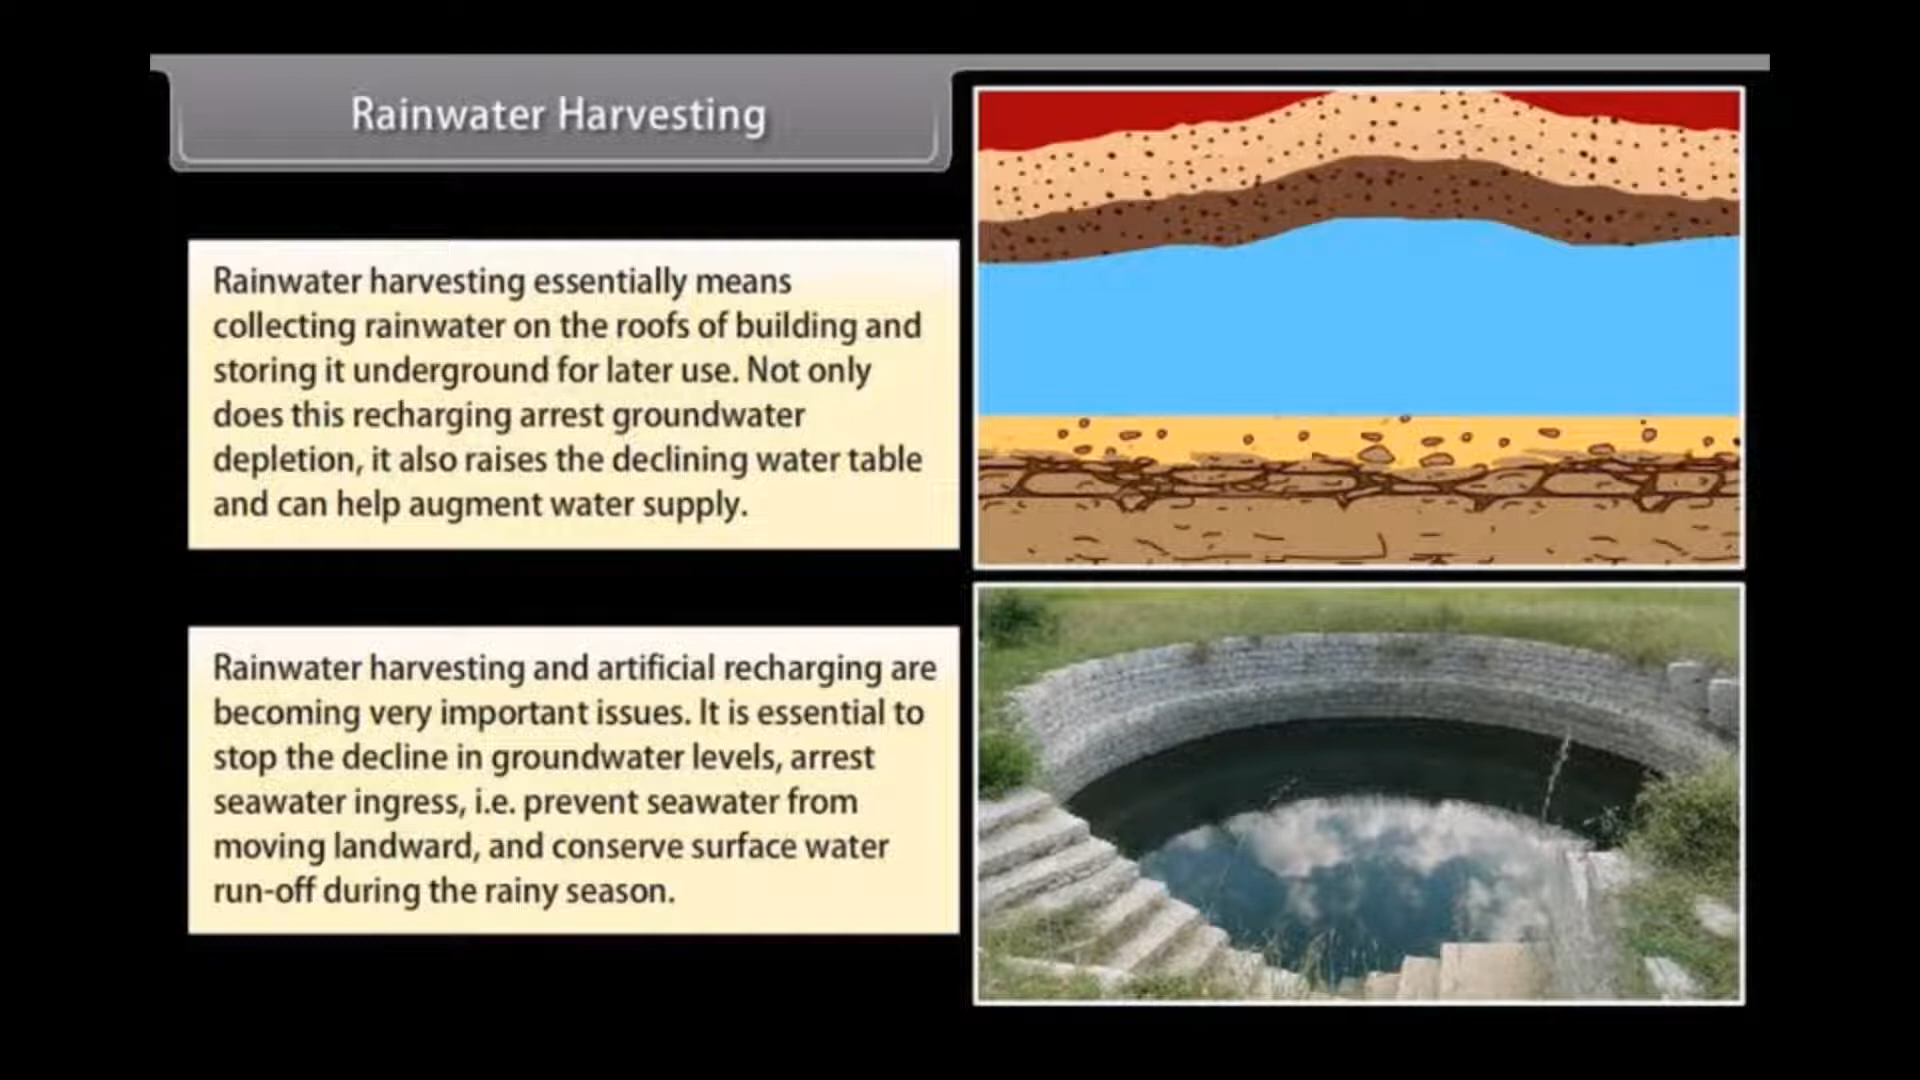 Rainwater Harvesting
Rainwater harvesting essentially means
collecting rainwater on the roofs of building and
storing it underground for later use. Not only
does this recharging arrest groundwater
depletion, it also raises the declining water table
and can help augment water supply.
Rainwater harvesting and artificial recharging are
becoming very important issues. It is essential to
stop the decline in groundwater levels, arrest
seawater ingress, i.e. prevent seawater from
moving landward, and conserve surface water
run-off during the rainy season.